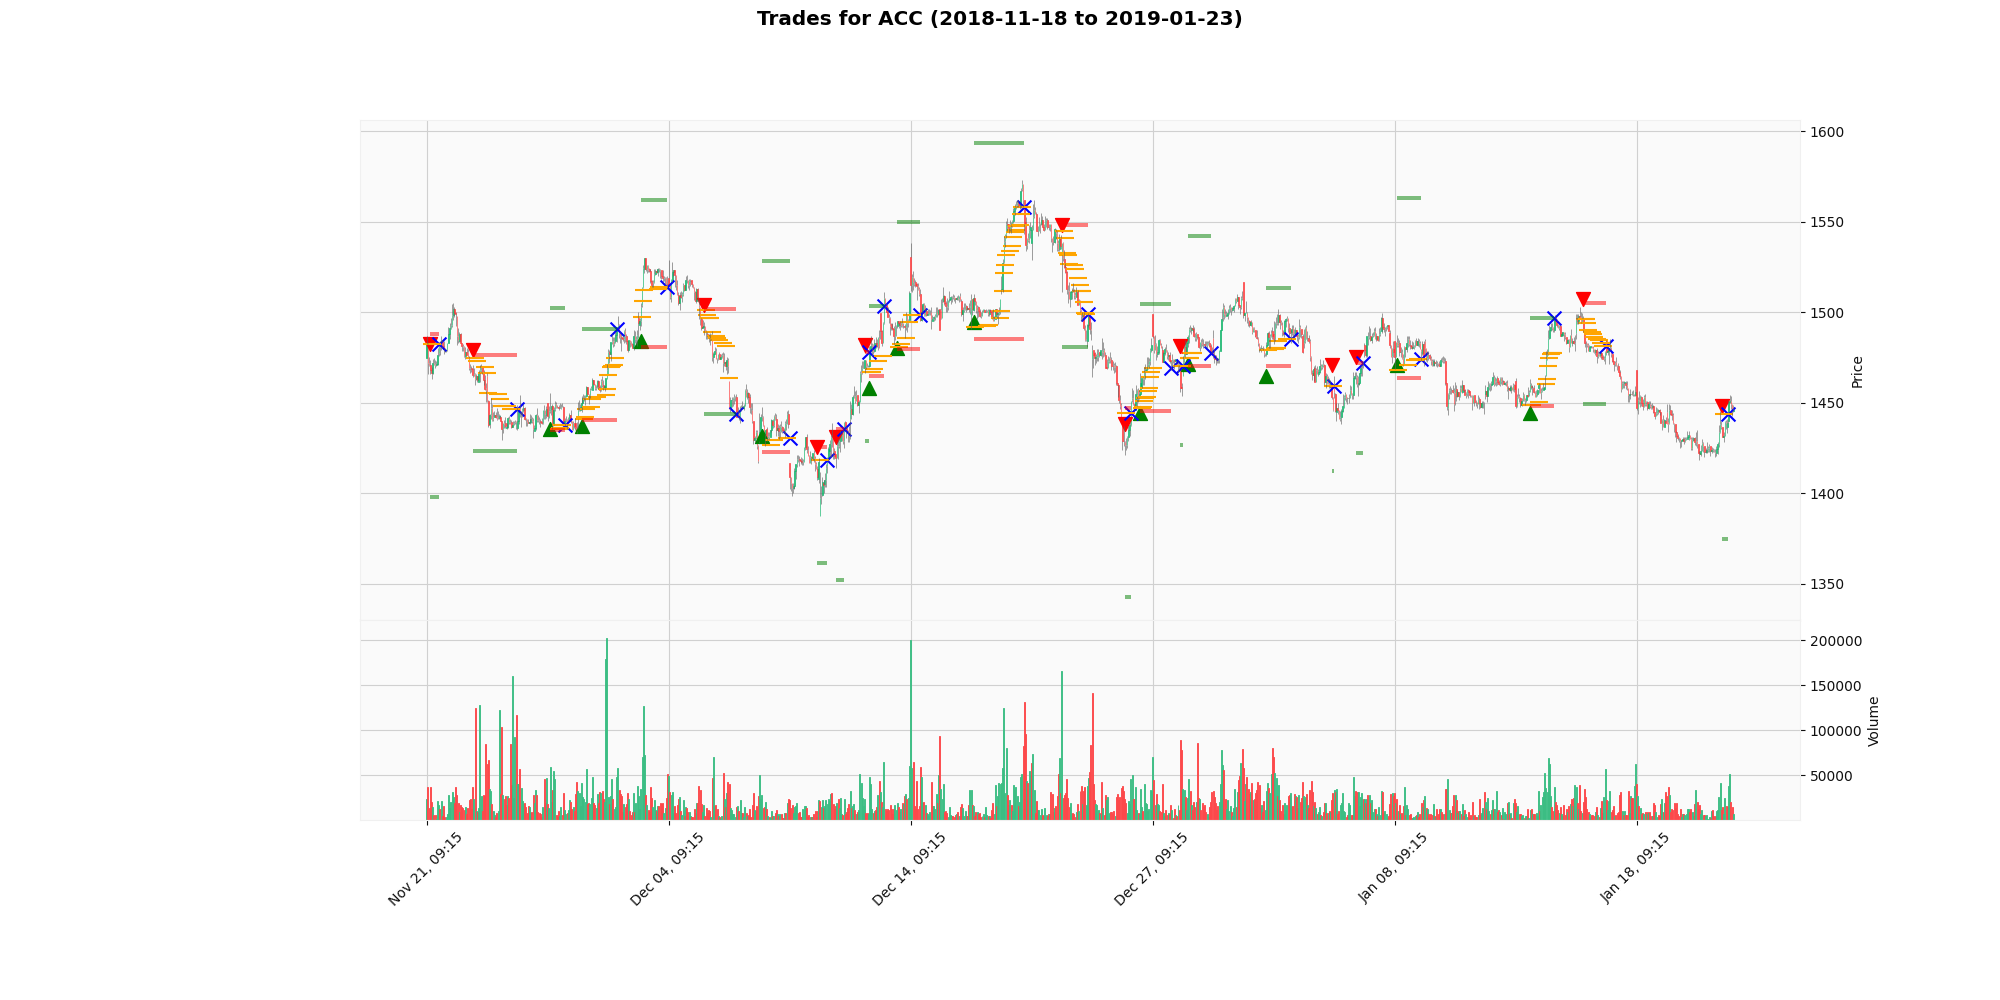 Trades for ACC (2018-11-18 to 2019-01-23)
1600
1550
1500
1450
1400
1350
Price
200000
150000
100000
50000
Volume
Nov 21, 09:15
Dec 04, 09:15
Dec 14, 09:15
Dec 27, 09:15
Jan 08, 09:15
Jan 18, 09:15